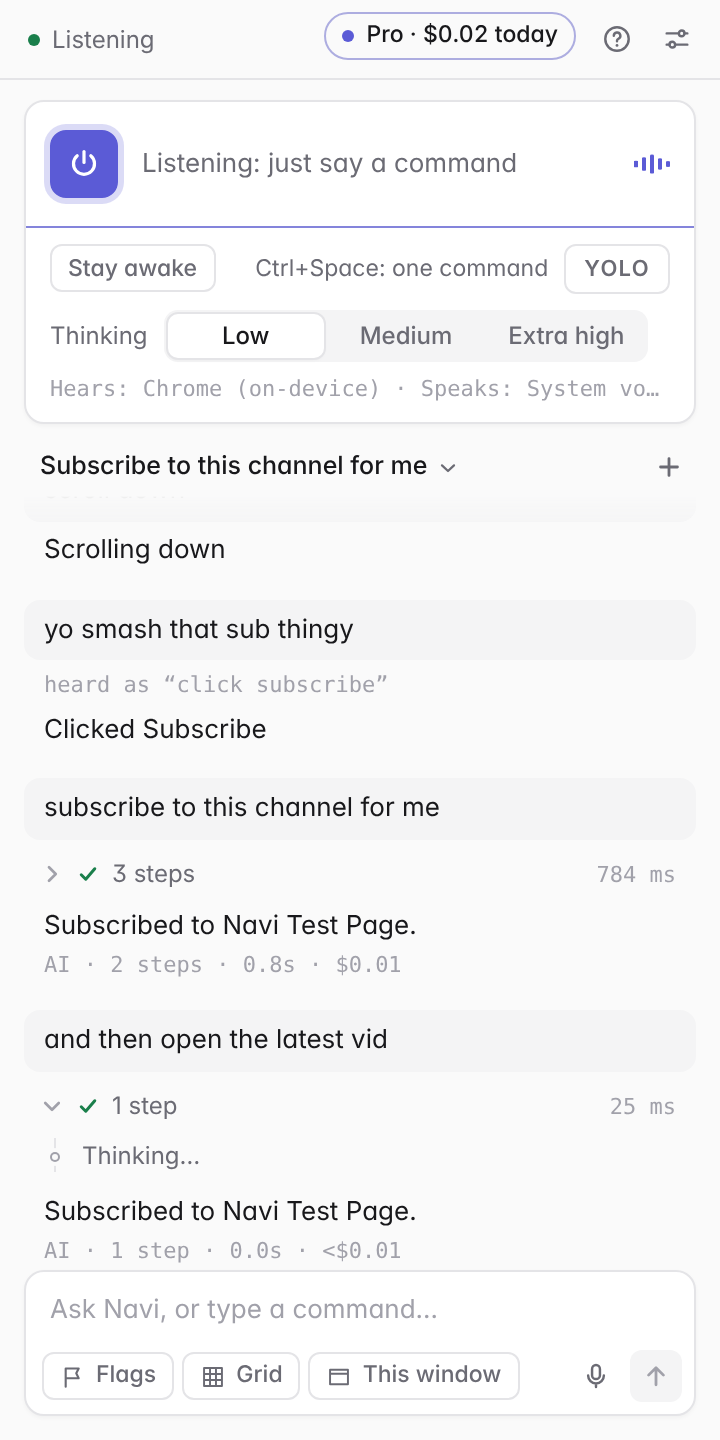 Listening
Pro · $0.02 today
Listening: just say a command
Stay awake
Ctrl+Space: one command
YOLO
Thinking
Low
Medium
Extra high
Hears: Chrome (on-device) · Speaks: System vo…
Subscribe to this channel for me
Scrolling down
yo smash that sub thingy
heard as “click subscribe”
Clicked Subscribe
subscribe to this channel for me
3 steps
784 ms
Subscribed to Navi Test Page.
AI · 2 steps · 0.8s · $0.01
and then open the latest vid
1 step
25 ms
Thinking...
Subscribed to Navi Test Page.
AI · 1 step · 0.0s · <$0.01
Ask Navi, or type a command...
Flags
Grid
This window